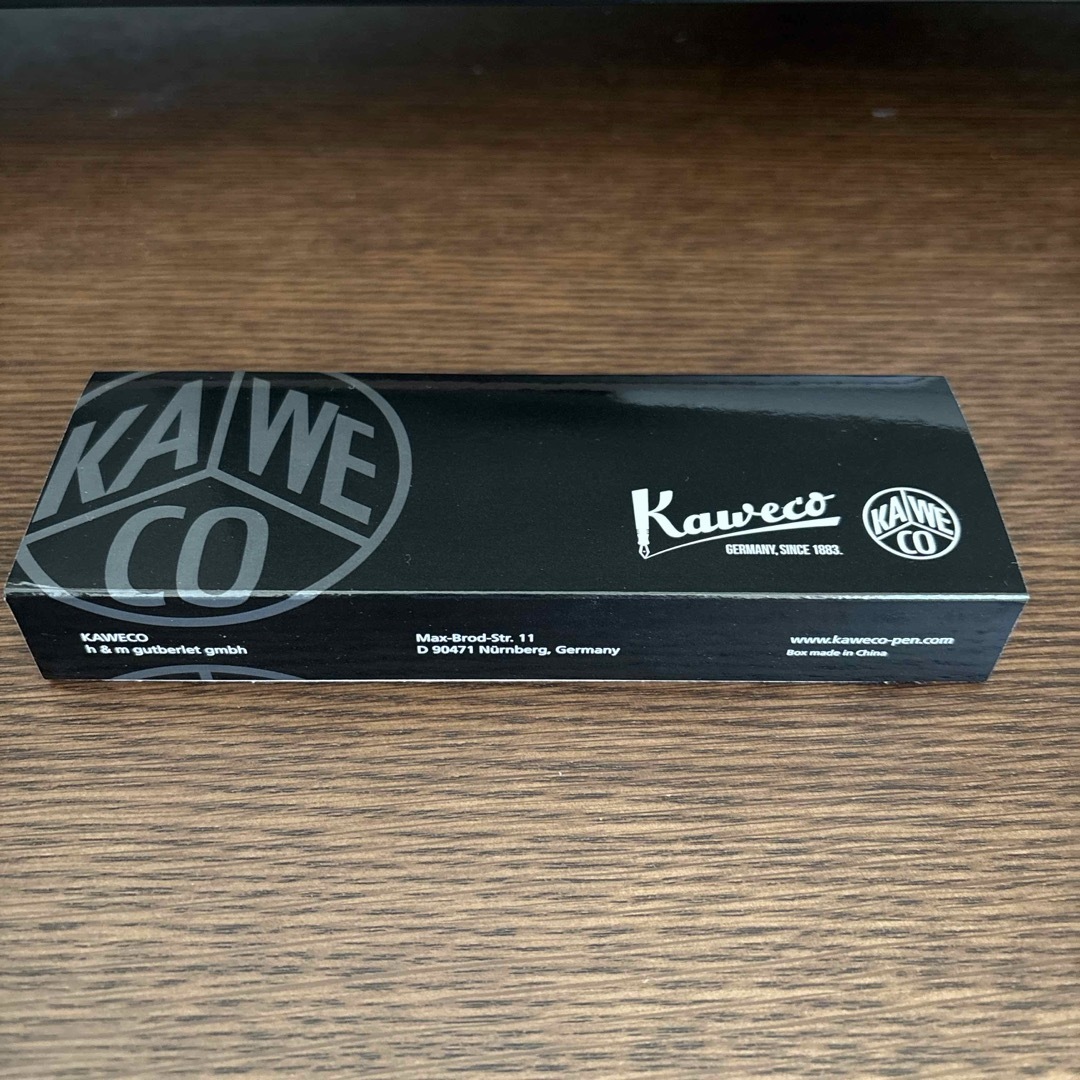 KA WE
CO
Kaweco
GERMANY, SINCE 1883.
KA WE
CO
KAWECO
h & m gutberlet gmbh
Max-Brod-Str. 11
D 90471 Nürnberg, Germany
www.kaweco-pen.com
Box made in China